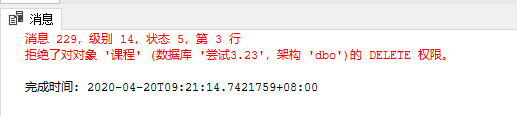 消息
消息 229，级别 14，状态 5，第 3 行
拒绝了对对象 '课程' (数据库 '尝试3.23'，架构 'dbo')的 DELETE 权限。
完成时间: 2020-04-20T09:21:14.7421759+08:00